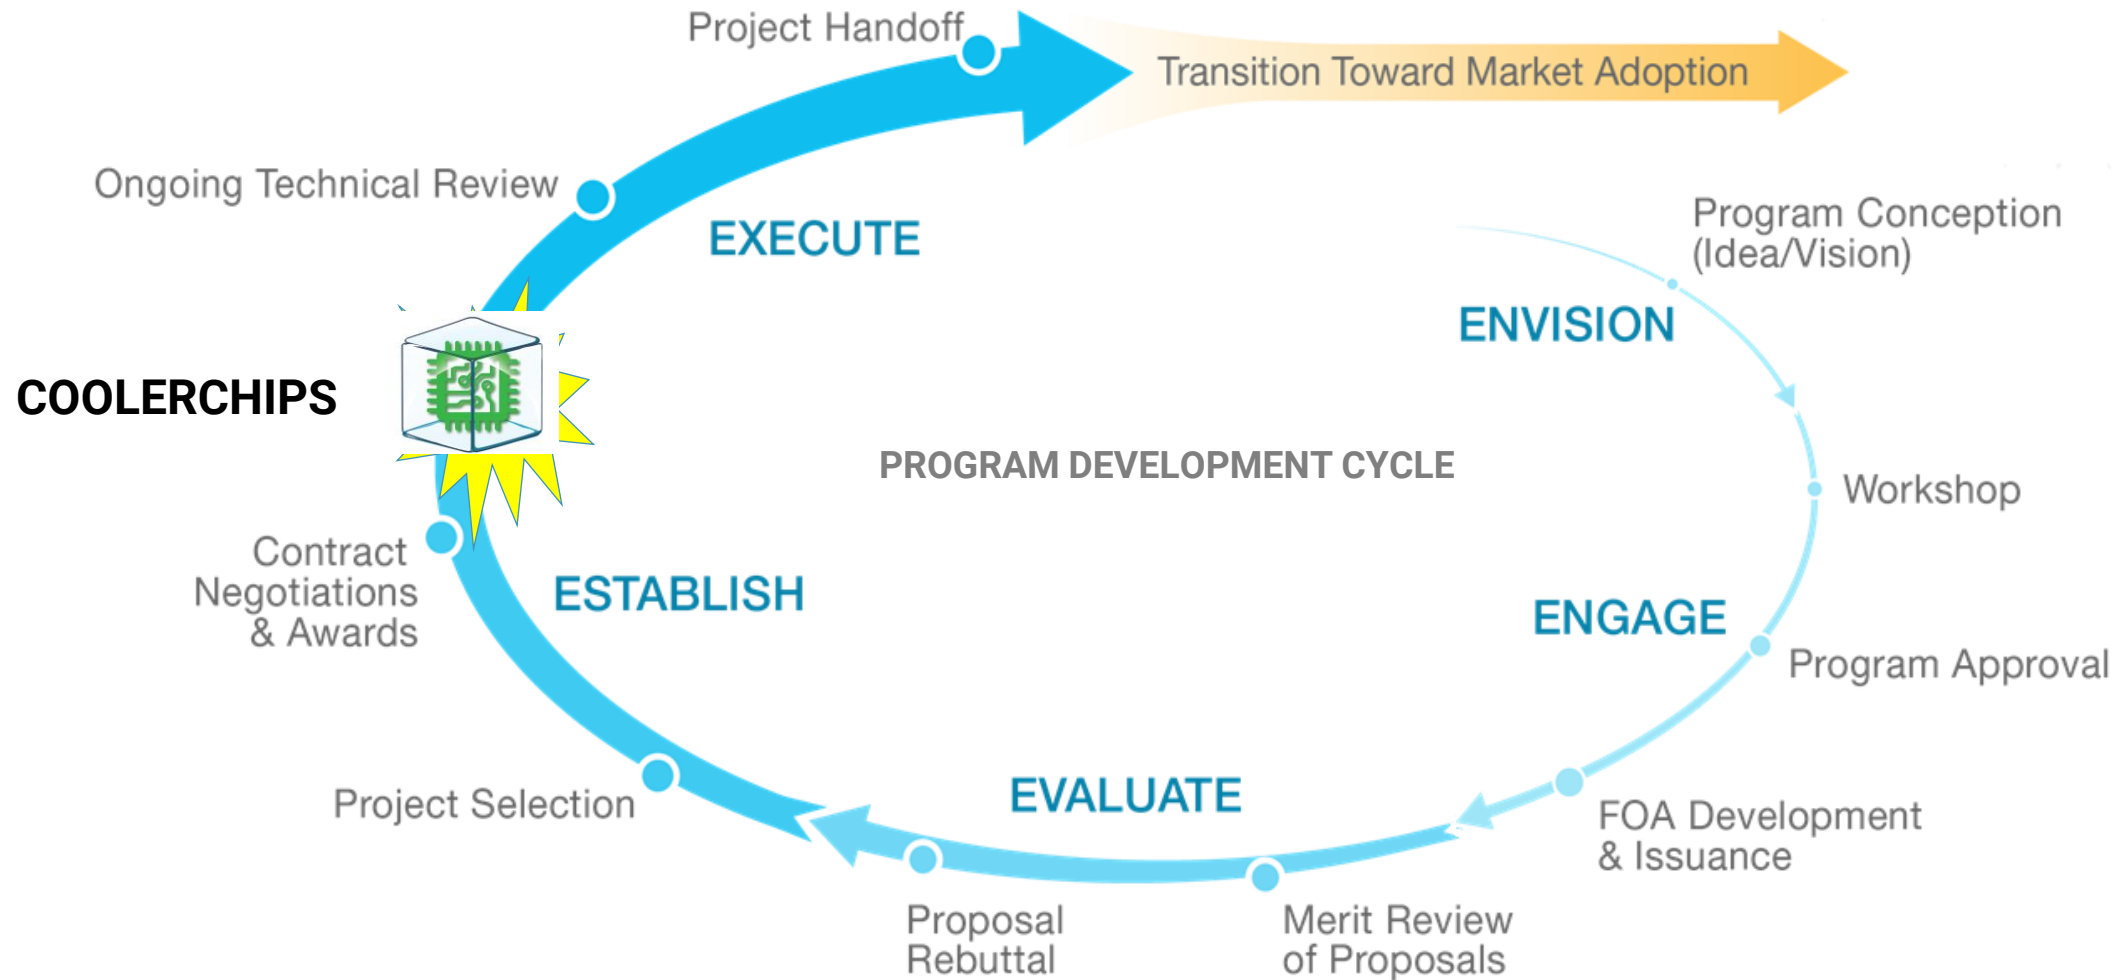 Project Handoff
Transition Toward Market Adoption
Ongoing Technical Review
EXECUTE
Program Conception
(Idea/Vision)
ENVISION
COOLERCHIPS
PROGRAM DEVELOPMENT CYCLE
Workshop
Contract
Negotiations
& Awards
ESTABLISH
ENGAGE
Program Approval
Project Selection
EVALUATE
FOA Development
& Issuance
Proposal
Rebuttal
Merit Review
of Proposals